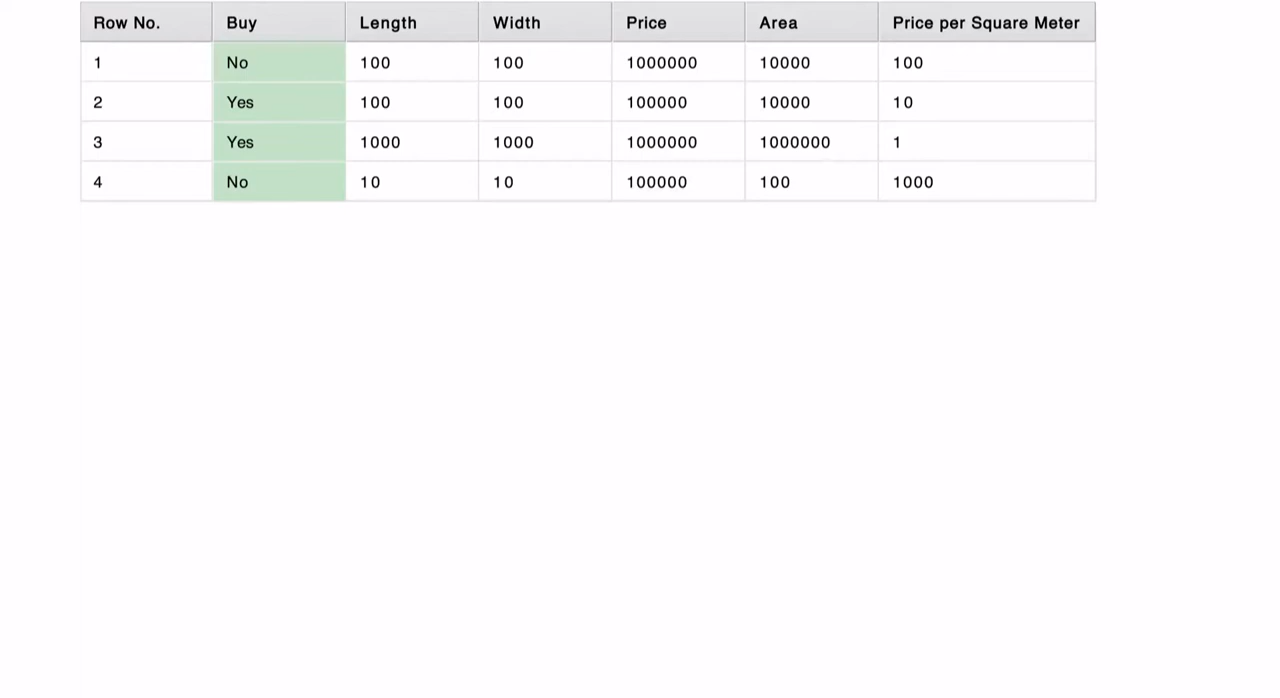 Row No. Buy Length Width Price Area Price per Square Meter
1 No 100 100 1000000 10000 100
2 Yes 100 100 100000 10000 10
3 Yes 1000 1000 1000000 1000000 1
4 No 10 10 100000 100 1000